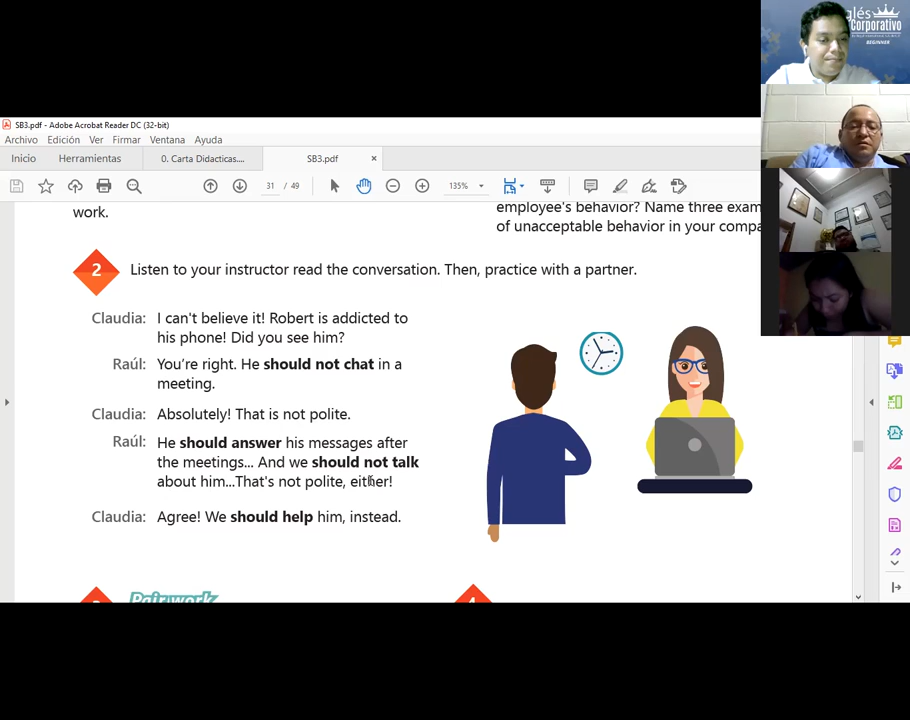 glés
Corporativo
BEGINNER
SB3.pdf - Adobe Acrobat Reader DC (32-bit)
Archivo Edición Ver Firmar Ventana Ayuda
Inicio Herramientas 0. Carta Didacticas.... SB3.pdf ×
31 / 49 135%
work.
employee's behavior? Name three exam
of unacceptable behavior in your compa
2 Listen to your instructor read the conversation. Then, practice with a partner.
Claudia: I can't believe it! Robert is addicted to
his phone! Did you see him?
Raúl: You're right. He should not chat in a
meeting.
Claudia: Absolutely! That is not polite.
Raúl: He should answer his messages after
the meetings... And we should not talk
about him...That's not polite, either!
Claudia: Agree! We should help him, instead.
Pair work